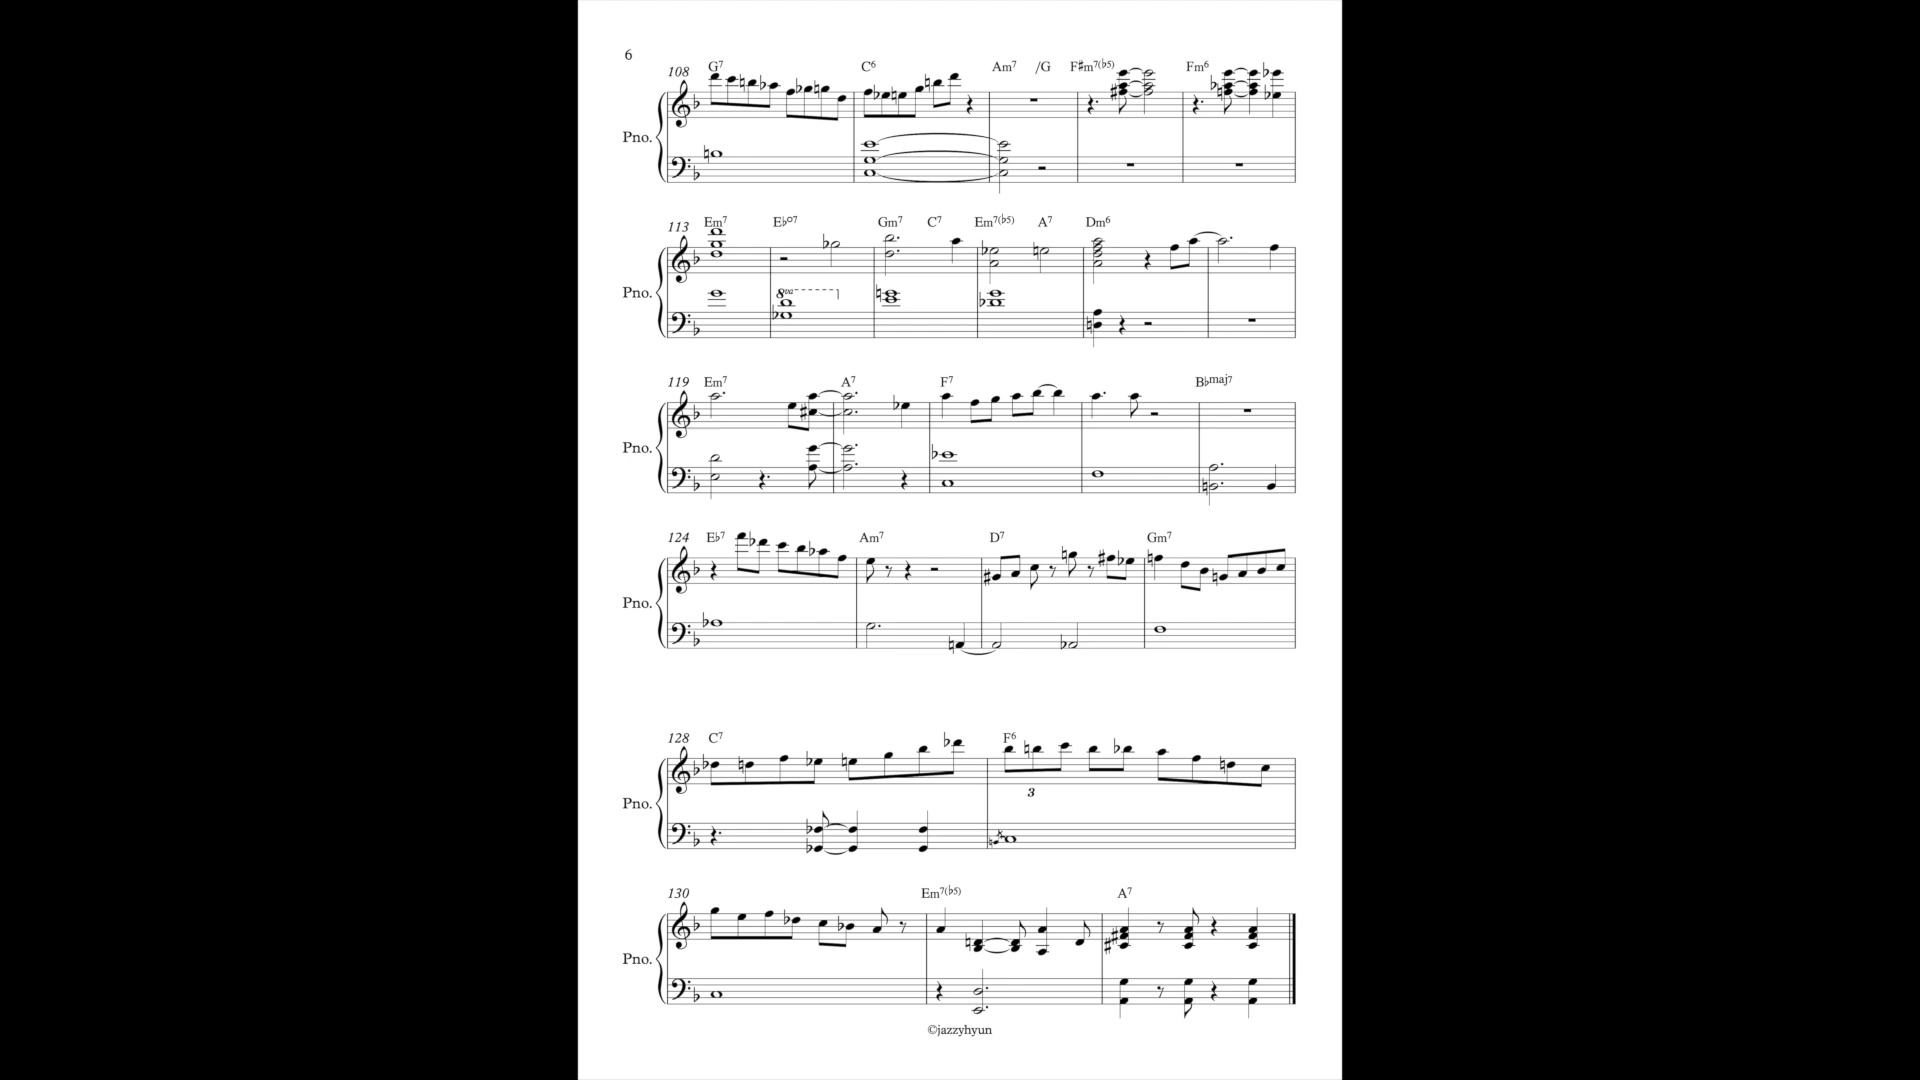 6
108 G7 C6 Am7 /G F♯m7(♭5) Fm6
Pno.
113 Em7 E♭o7 Gm7 C7 Em7(♭5) A7 Dm6
8va
Pno.
119 Em7 A7 F7 B♭maj7
Pno.
124 E♭7 Am7 D7 Gm7
Pno.
128 C7 F6
3
Pno.
130 Em7(♭5) A7
Pno.
©jazzyhyun